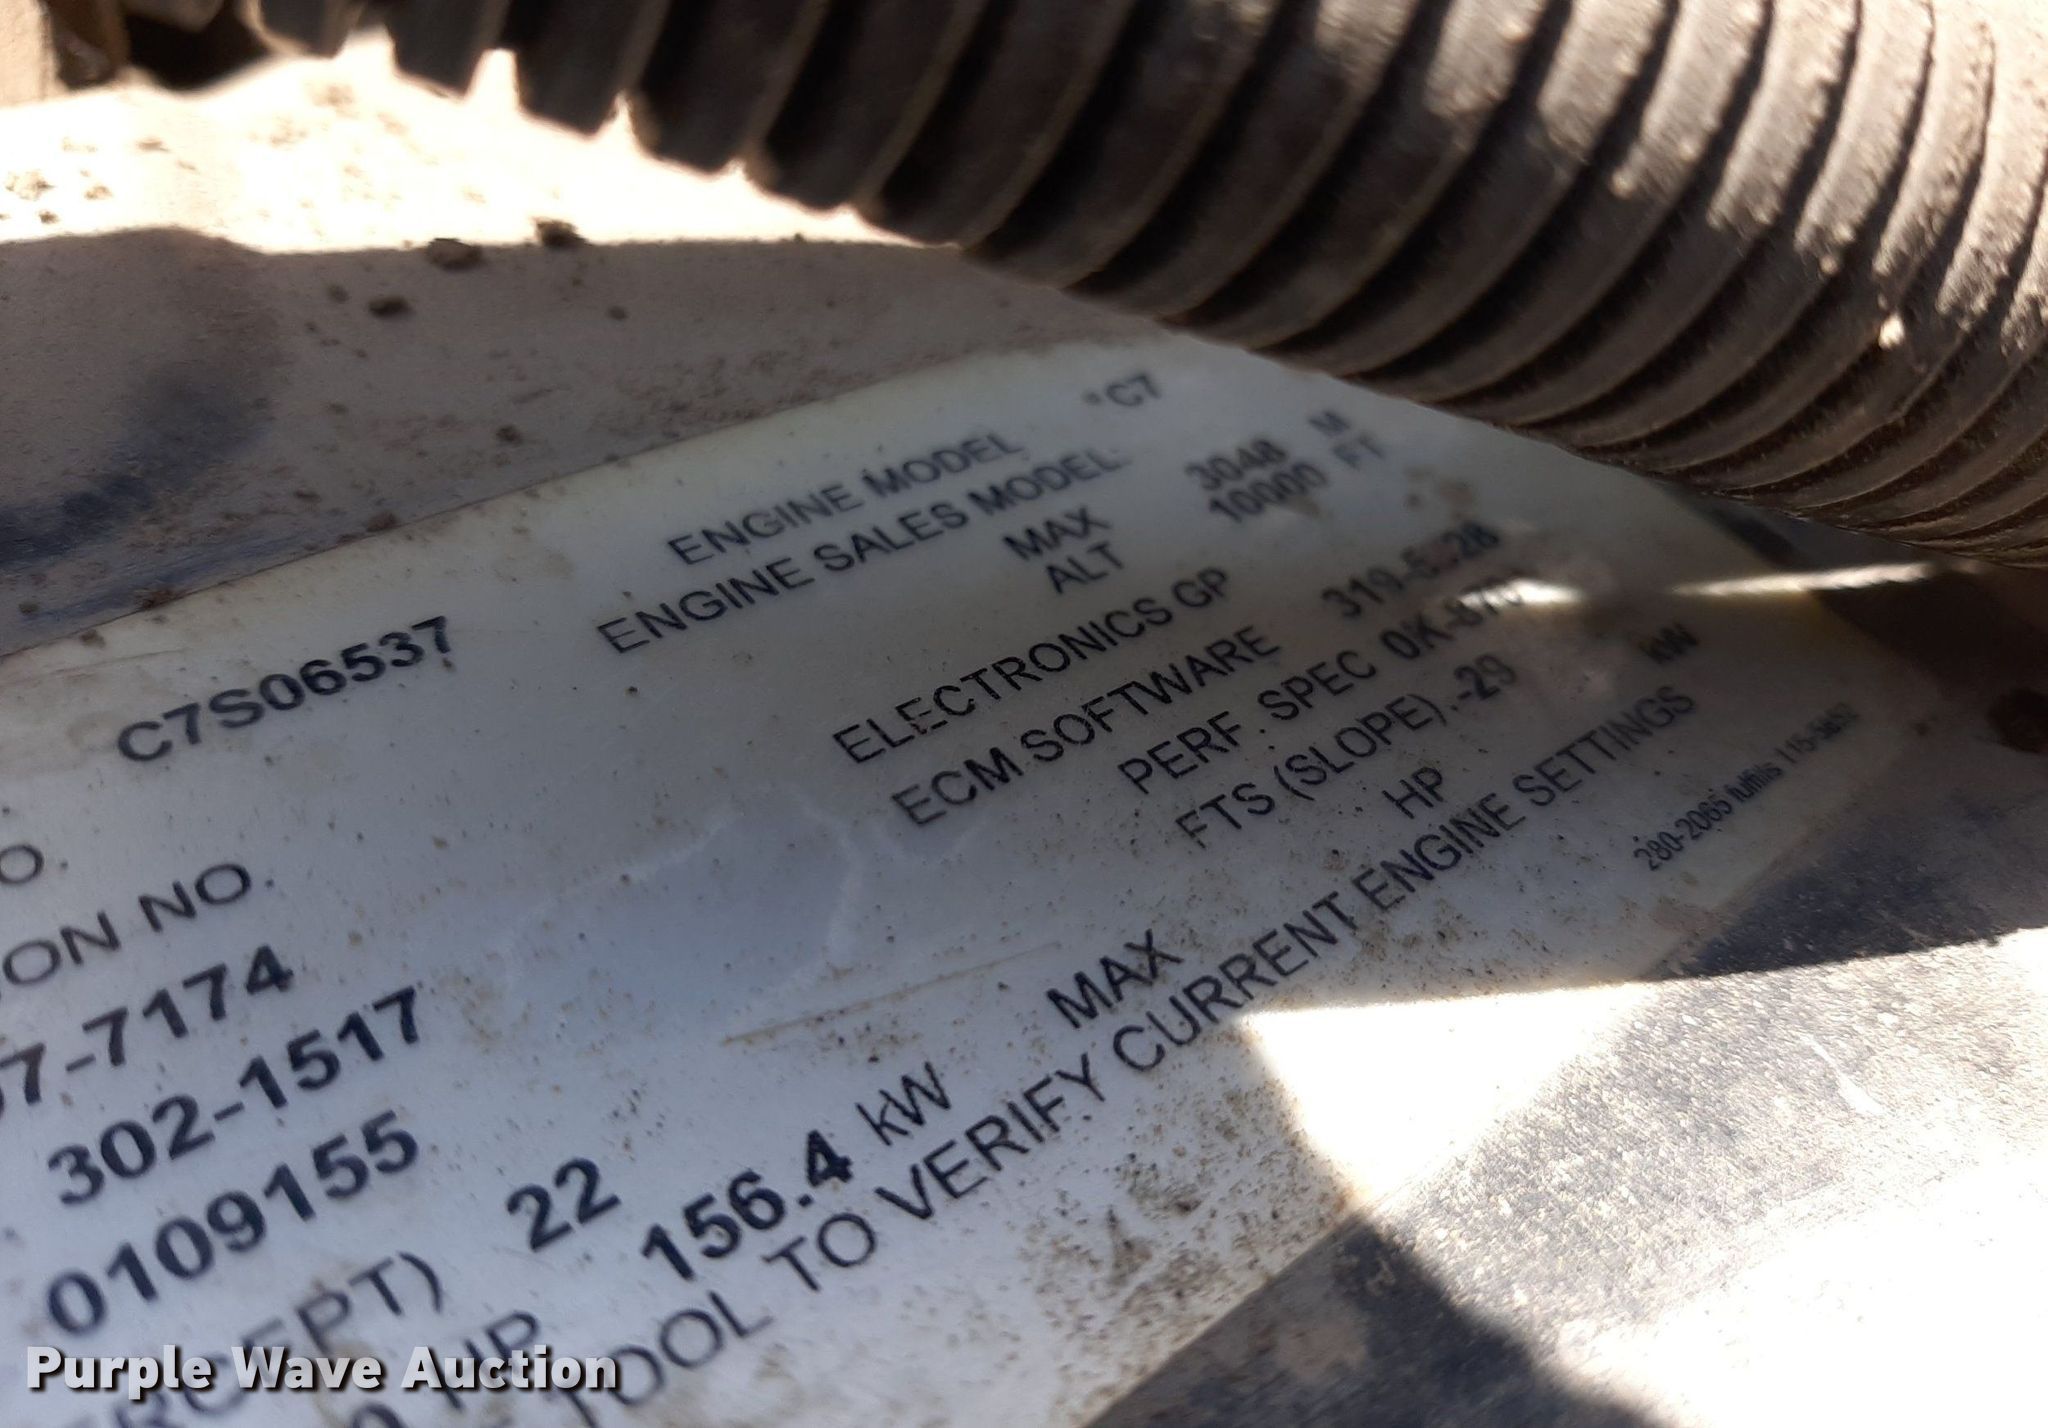 C7S06537
ENGINE MODEL C7
ENGINE SALES MODEL
MAX 3048 M
ALT 10000 FT
O.
ON NO.
7-7174
ELECTRONICS GP
302-1517
ECM SOFTWARE
0109155
PERF. SPEC
22
FTS (SLOPE) .-29
HP
156.4 kW
MAX
kW
TOOL TO VERIFY CURRENT ENGINE SETTINGS
280-2065
Purple Wave Auction